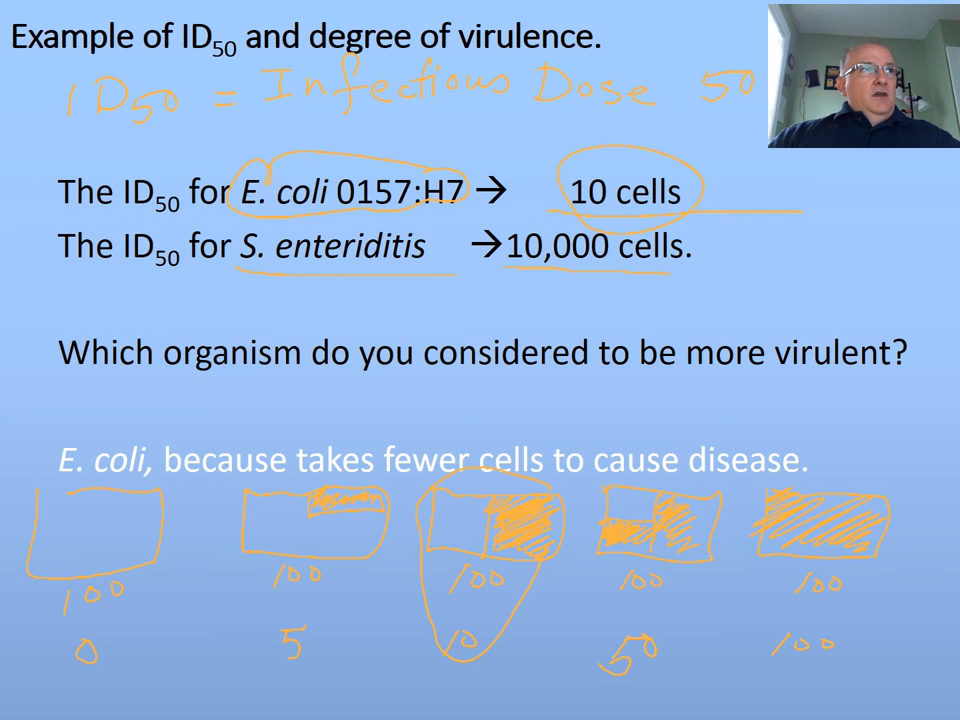 Example of ID50 and degree of virulence.
ID50 = Infectious Dose 50
The ID50 for E. coli 0157:H7 → 10 cells
The ID50 for S. enteriditis →10,000 cells.
Which organism do you considered to be more virulent?
E. coli, because takes fewer cells to cause disease.
100 100 100 100 100
0 5 10 50 100